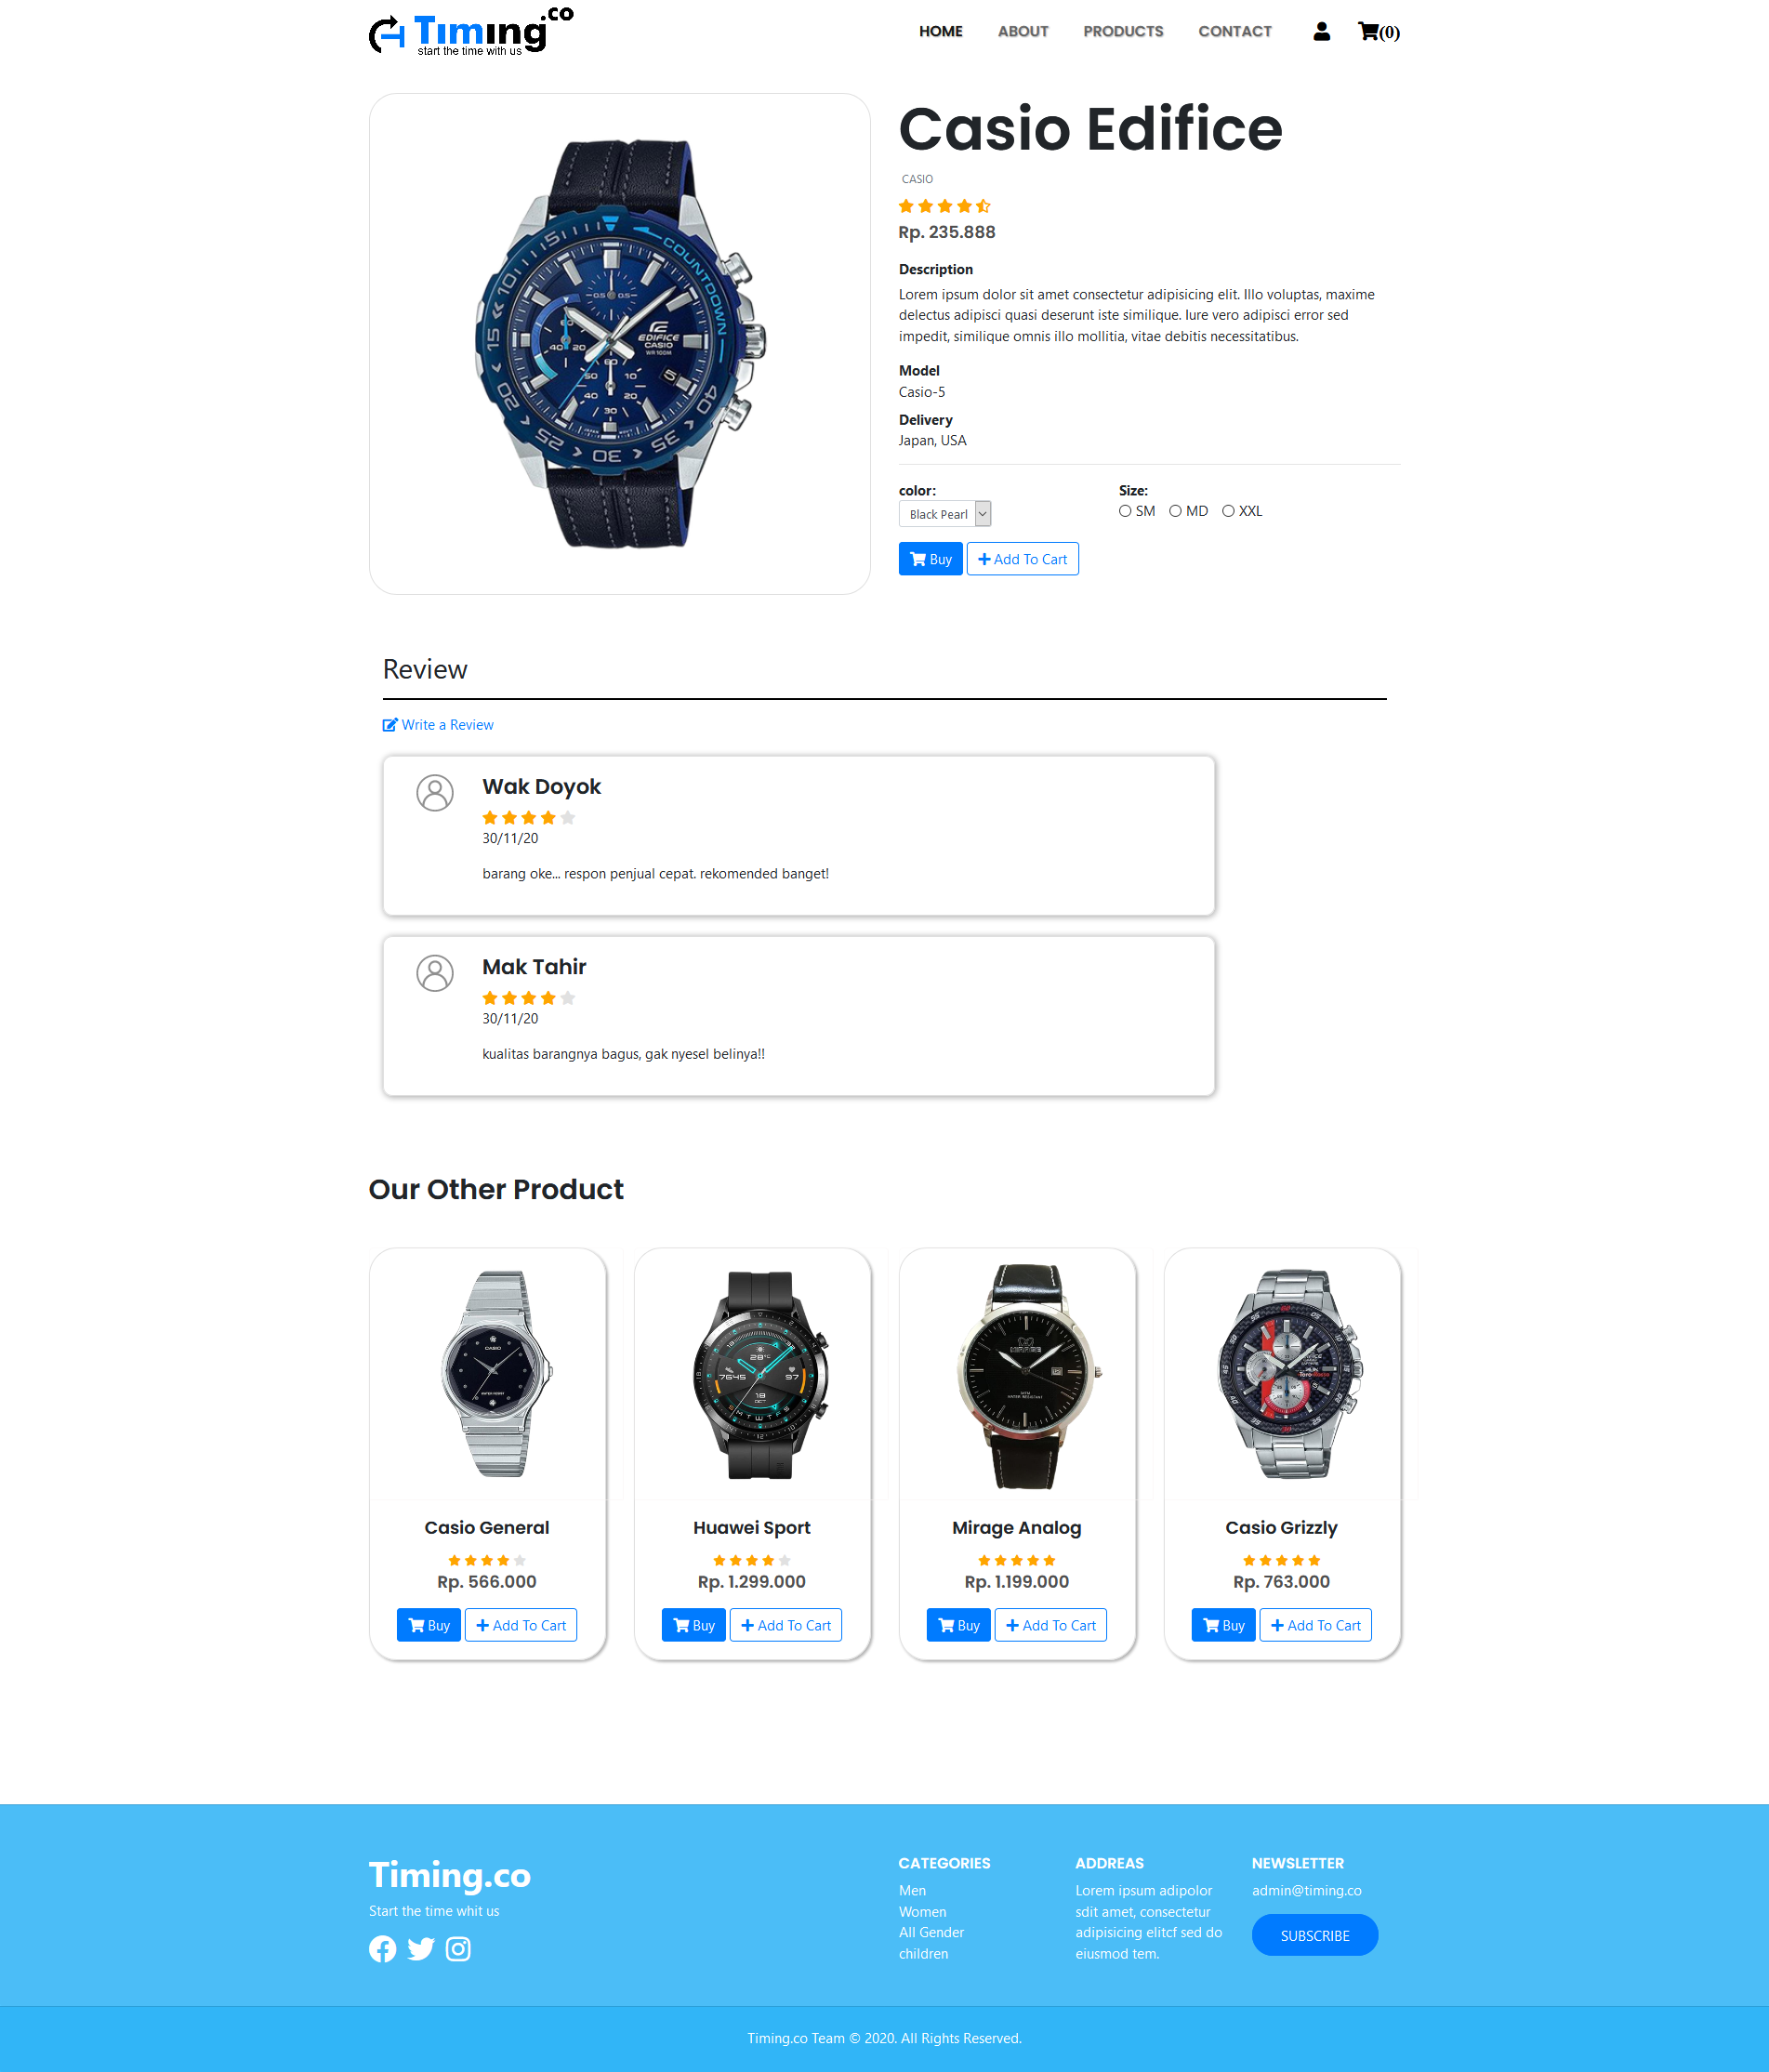 Timing co
start the time with us
HOME ABOUT PRODUCTS CONTACT (0)
Casio Edifice
CASIO
Rp. 235.888
Description
Lorem ipsum dolor sit amet consectetur adipisicing elit. Illo voluptas, maxime
delectus adipisci quasi deserunt iste similique. Iure vero adipisci error sed
impedit, similique omnis illo mollitia, vitae debitis necessitatibus.
Model
Casio-5
Delivery
Japan, USA
color: Size:
Black Pearl SM MD XXL
Buy Add To Cart
COUNTDOWN
EDIFICE
CASIO
WR 100M
Review
Write a Review
Wak Doyok
30/11/20
barang oke... respon penjual cepat. rekomended banget!
Mak Tahir
30/11/20
kualitas barangnya bagus, gak nyesel belinya!!
Our Other Product
Casio General Huawei Sport Mirage Analog Casio Grizzly
Rp. 566.000 Rp. 1.299.000 Rp. 1.199.000 Rp. 763.000
Buy Add To Cart Buy Add To Cart Buy Add To Cart Buy Add To Cart
Timing.co
Start the time whit us
CATEGORIES
Men
Women
All Gender
children
ADDREAS
Lorem ipsum adipolor
sdit amet, consectetur
adipisicing elitcf sed do
eiusmod tem.
NEWSLETTER
admin@timing.co
SUBSCRIBE
Timing.co Team © 2020. All Rights Reserved.